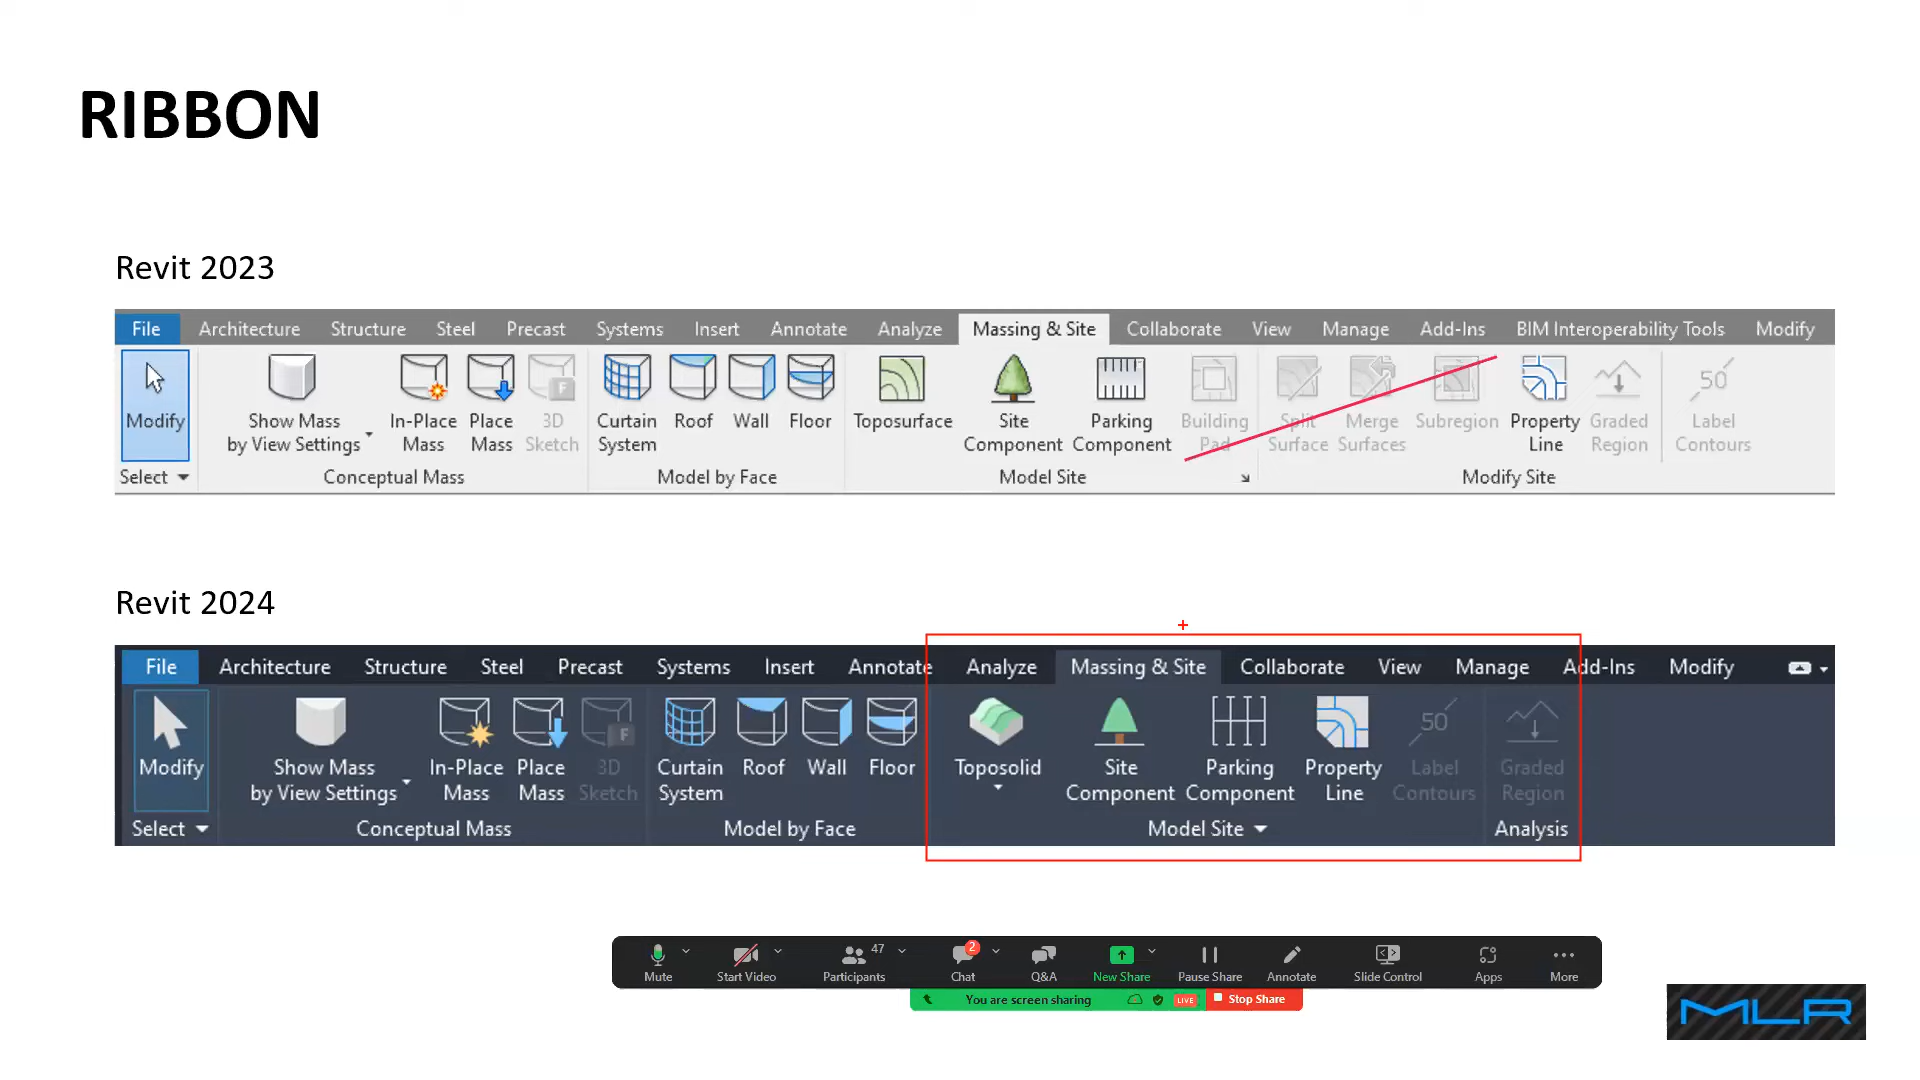 RIBBON
Revit 2023
File Architecture Structure Steel Precast Systems Insert Annotate Analyze Massing & Site Collaborate View Manage Add-Ins BIM Interoperability Tools Modify
Modify Show Mass In-Place Place 3D Curtain Roof Wall Floor Toposurface Site Parking Building Split Merge Subregion Property Graded Label
by View Settings Mass Mass Sketch System Component Component Pad Surface Surfaces Line Region Contours
Select Conceptual Mass Model by Face Model Site Modify Site
F
50
Revit 2024
File Architecture Structure Steel Precast Systems Insert Annotate Analyze Massing & Site Collaborate View Manage Add-Ins Modify
F
50
Modify Show Mass In-Place Place 3D Curtain Roof Wall Floor Toposolid Site Parking Property Label Graded
by View Settings Mass Mass Sketch System Component Component Line Contours Region
Select Conceptual Mass Model by Face Model Site Analysis
47 2
Mute Start Video Participants Chat Q&A New Share Pause Share Annotate Slide Control Apps More
You are screen sharing LIVE Stop Share
MLR